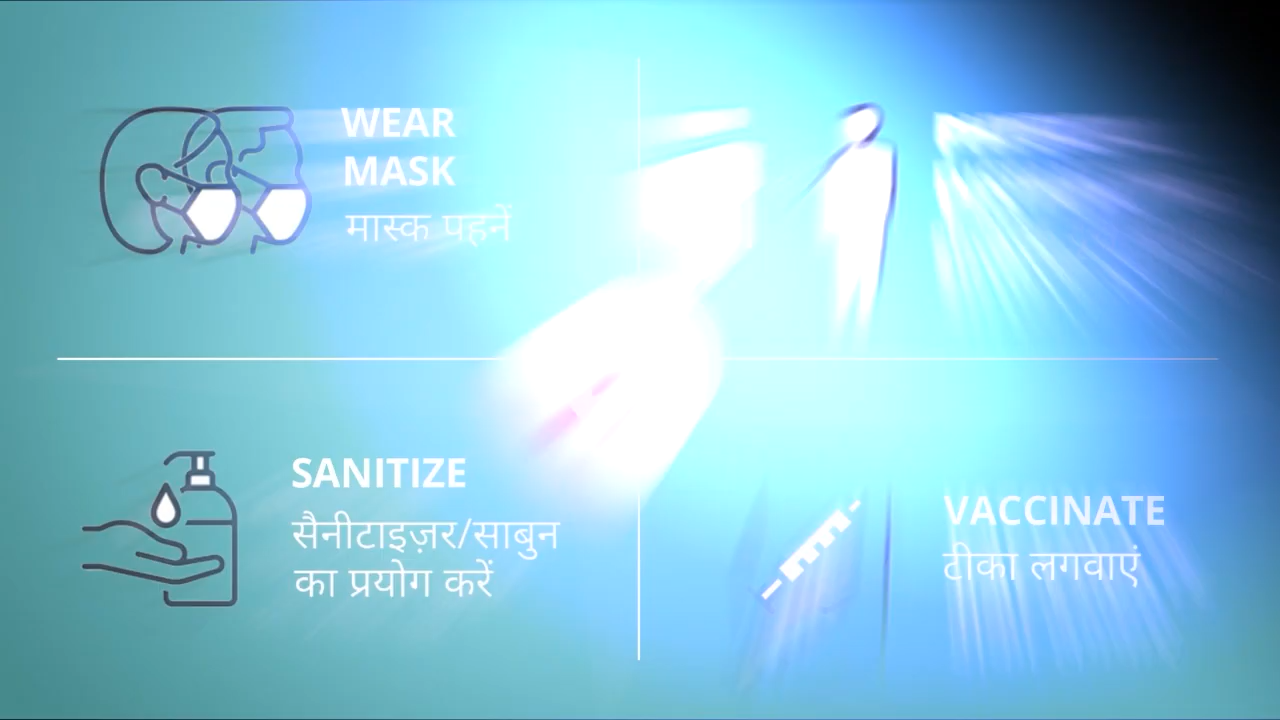 WEAR
MASK
मास्क पहनें
SANITIZE
सैनीटाइज़र/साबुन
का प्रयोग करें
VACCINATE
टीका लगवाएं